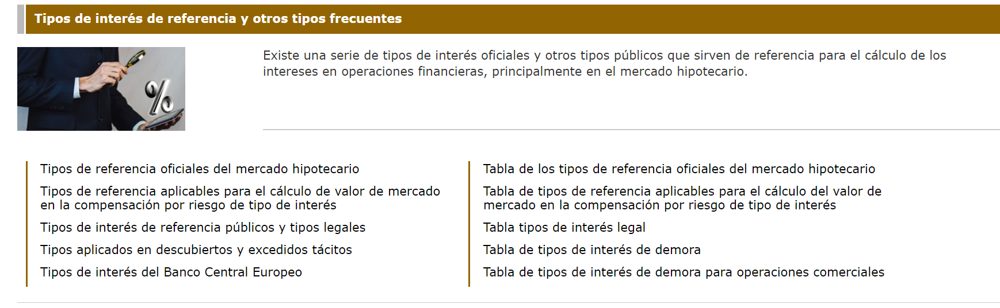 Tipos de interés de referencia y otros tipos frecuentes
%
Existe una serie de tipos de interés oficiales y otros tipos públicos que sirven de referencia para el cálculo de los
intereses en operaciones financieras, principalmente en el mercado hipotecario.
Tipos de referencia oficiales del mercado hipotecario
Tipos de referencia aplicables para el cálculo de valor de mercado
en la compensación por riesgo de tipo de interés
Tipos de interés de referencia públicos y tipos legales
Tipos aplicados en descubiertos y excedidos tácitos
Tipos de interés del Banco Central Europeo
Tabla de los tipos de referencia oficiales del mercado hipotecario
Tabla de tipos de referencia aplicables para el cálculo del valor de
mercado en la compensación por riesgo de tipo de interés
Tabla tipos de interés legal
Tabla de tipos de interés de demora
Tabla de tipos de interés de demora para operaciones comerciales